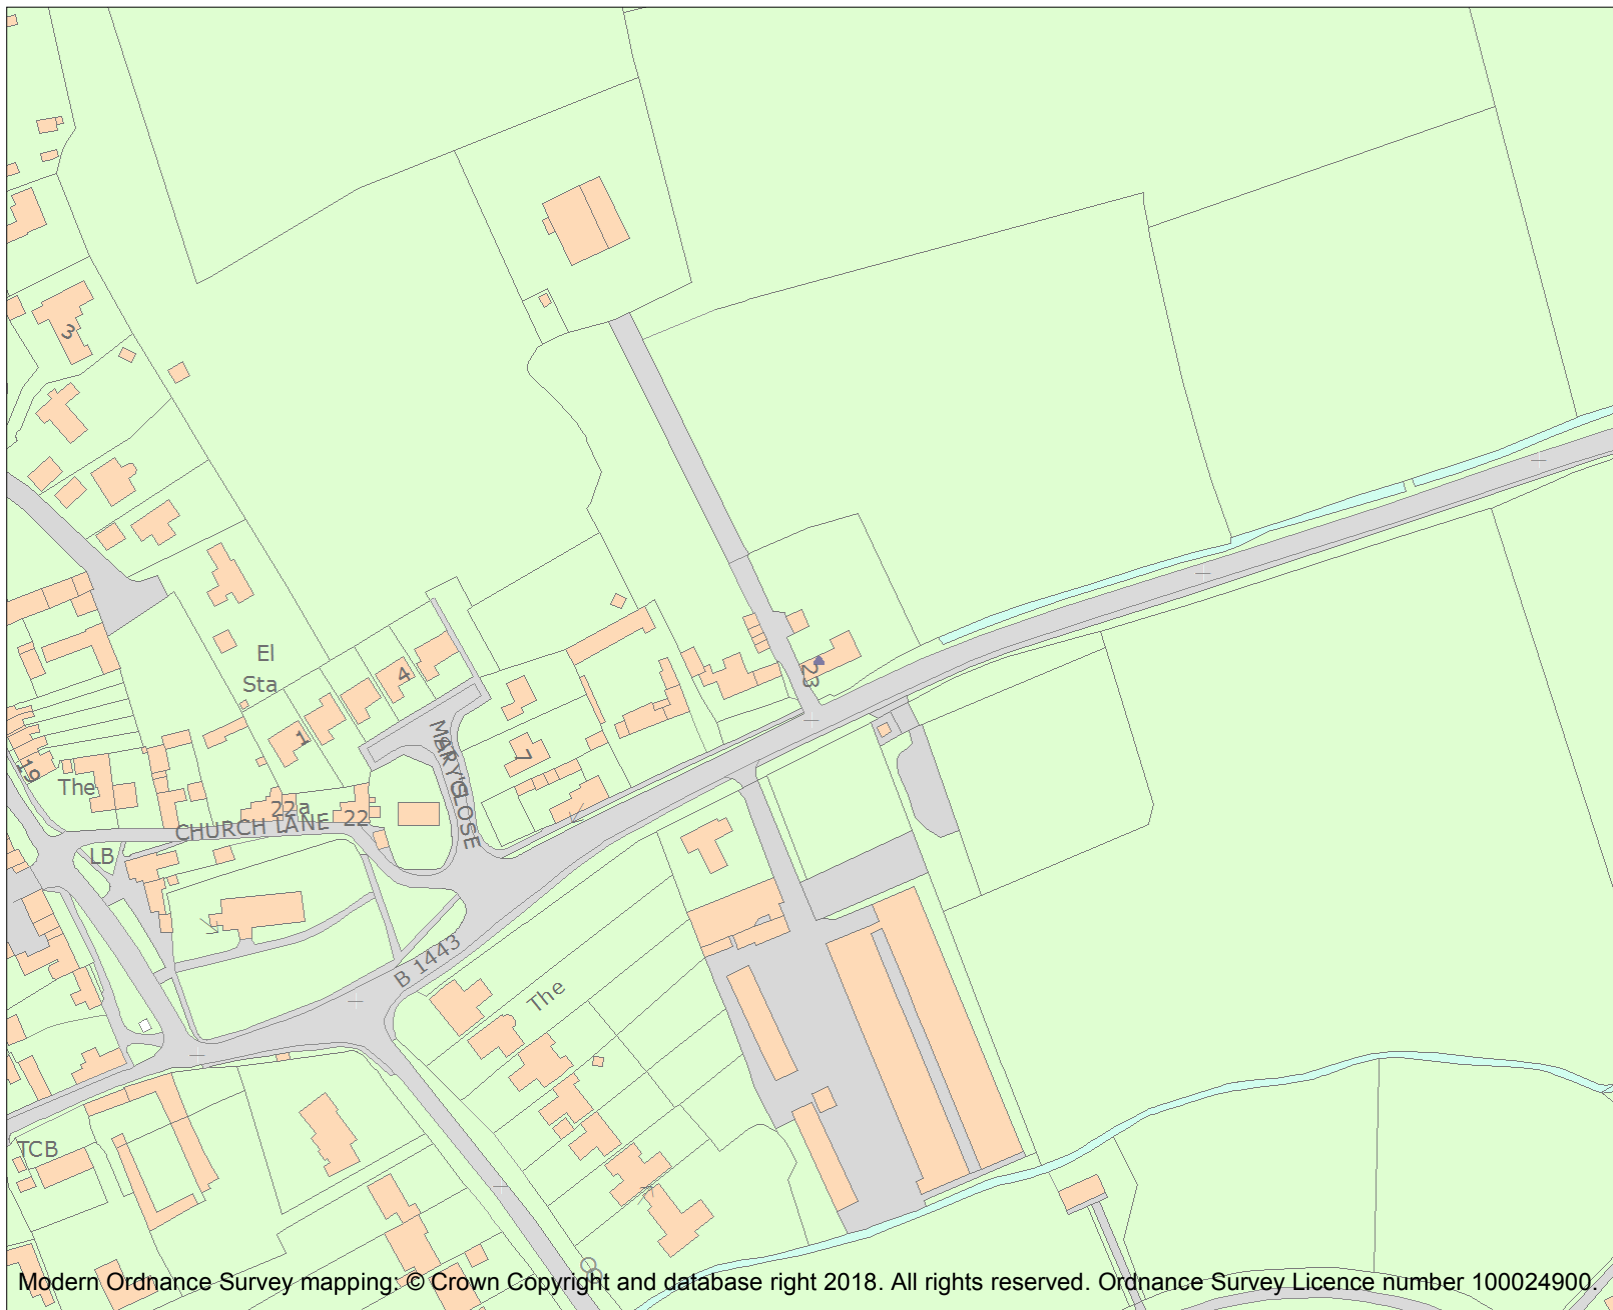 3
El
Sta
4
1
MARY'S CLOSE
7
23
19
The
22a
22
CHURCH LANE
LB
B 1443
The
TCB
Modern Ordnance Survey mapping: © Crown Copyright and database right 2018. All rights reserved. Ordnance Survey Licence number 100024900.